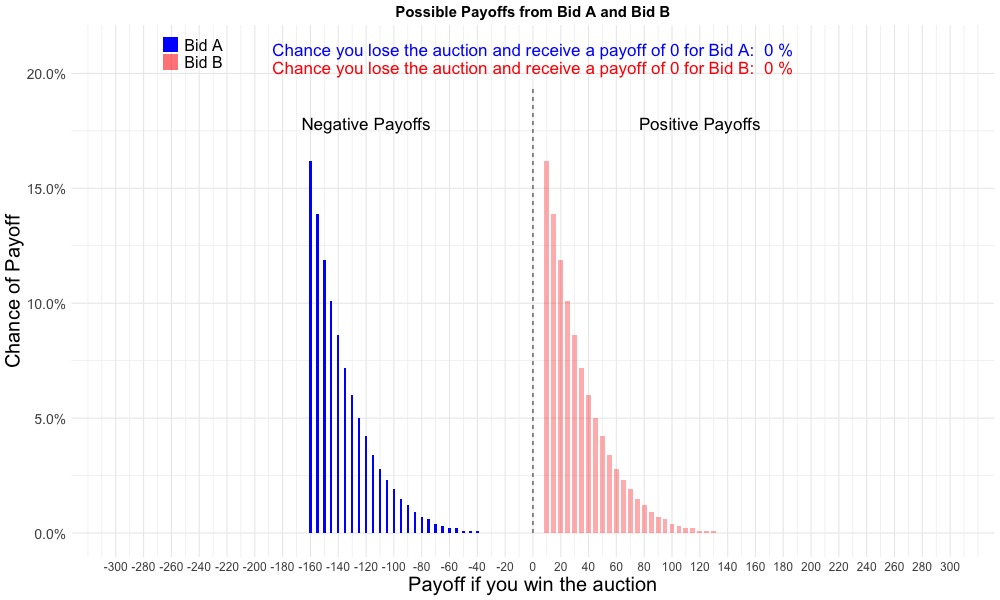 Possible Payoffs from Bid A and Bid B
Bid A
Bid B
Chance you lose the auction and receive a payoff of 0 for Bid A: 0 %
Chance you lose the auction and receive a payoff of 0 for Bid B: 0 %
Negative Payoffs
Positive Payoffs
Chance of Payoff
20.0%
15.0%
10.0%
5.0%
0.0%
-300 -280 -260 -240 -220 -200 -180 -160 -140 -120 -100 -80 -60 -40 -20 0 20 40 60 80 100 120 140 160 180 200 220 240 260 280 300
Payoff if you win the auction